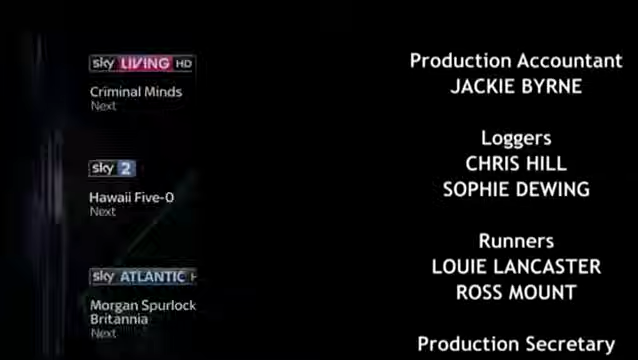 sky LIVING HD
Criminal Minds
Next
sky 2
Hawaii Five-0
Next
sky ATLANTIC H
Morgan Spurlock
Britannia
Next
Production Accountant
JACKIE BYRNE
Loggers
CHRIS HILL
SOPHIE DEWING
Runners
LOUIE LANCASTER
ROSS MOUNT
Production Secretary